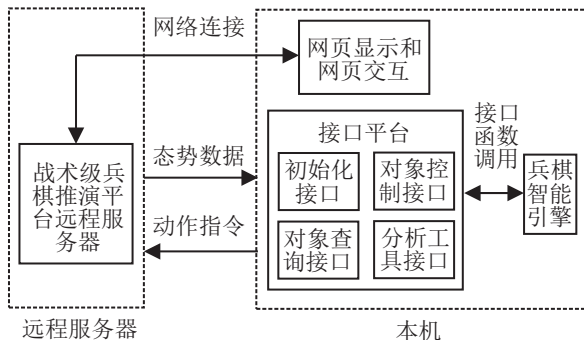 网络连接
网页显示和
网页交互
接口平台
初始化
接口
对象控
制接口
对象查
询接口
分析工
具接口
接口
函数
调用
兵棋
智能
引擎
战术级兵
棋推演平
台远程服
务器
态势数据
动作指令
远程服务器
本机